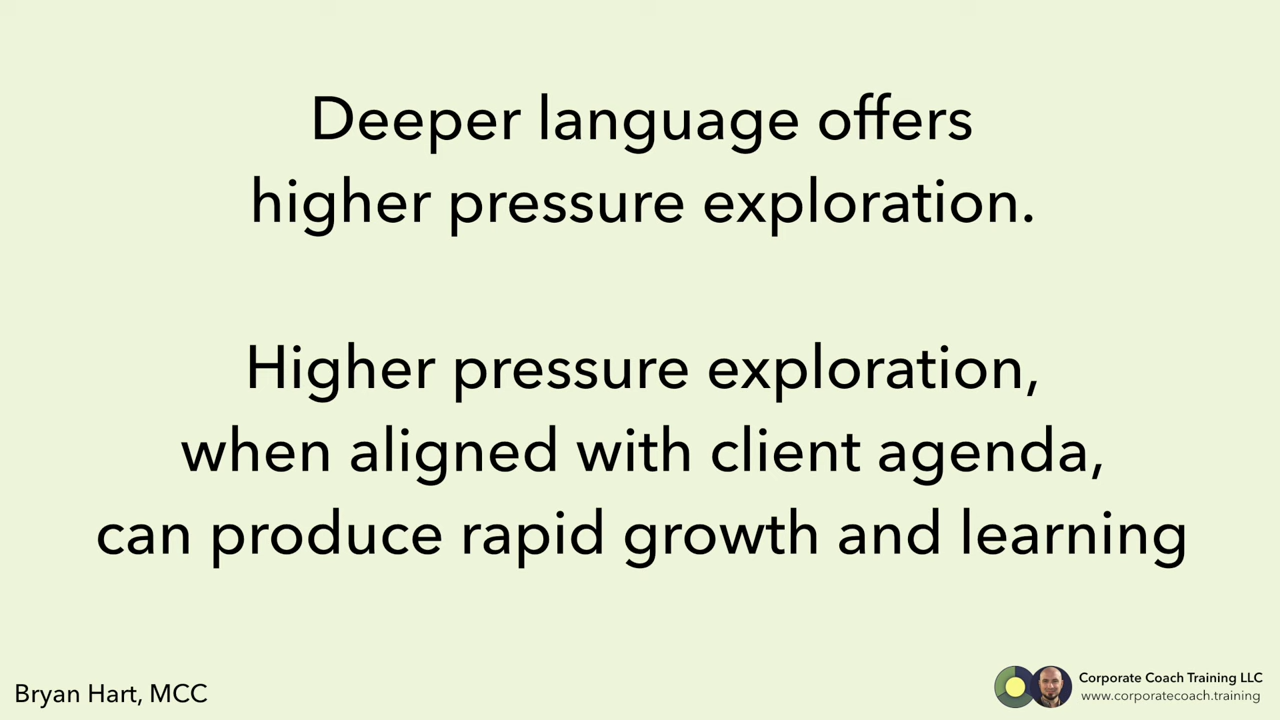 Deeper language offers
higher pressure exploration.
Higher pressure exploration,
when aligned with client agenda,
can produce rapid growth and learning
Bryan Hart, MCC
Corporate Coach Training LLC
www.corporatecoach.training